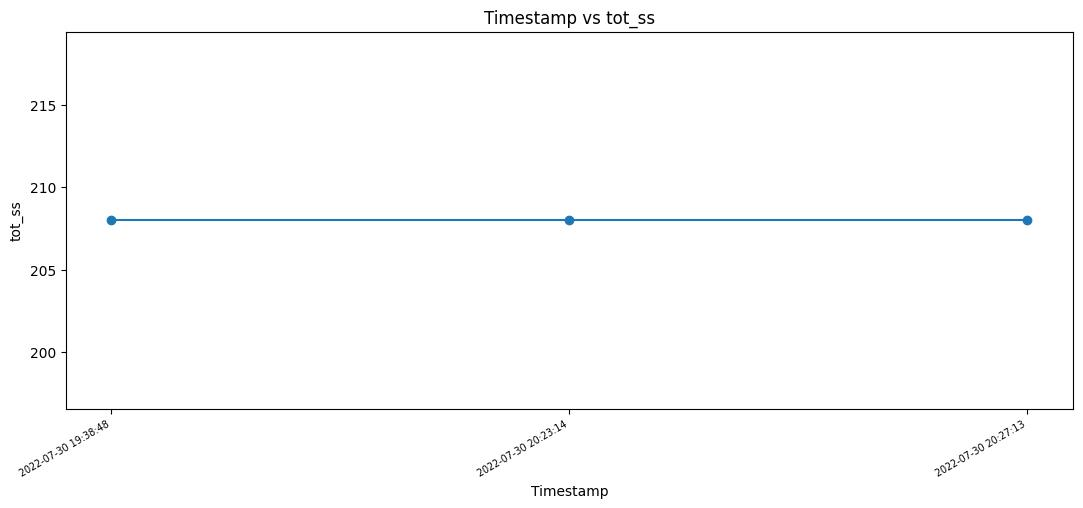 Timestamp vs tot_ss
215
210
205
200
tot_ss
2022-07-30 19:38:48
2022-07-30 20:23:14
2022-07-30 20:27:13
Timestamp